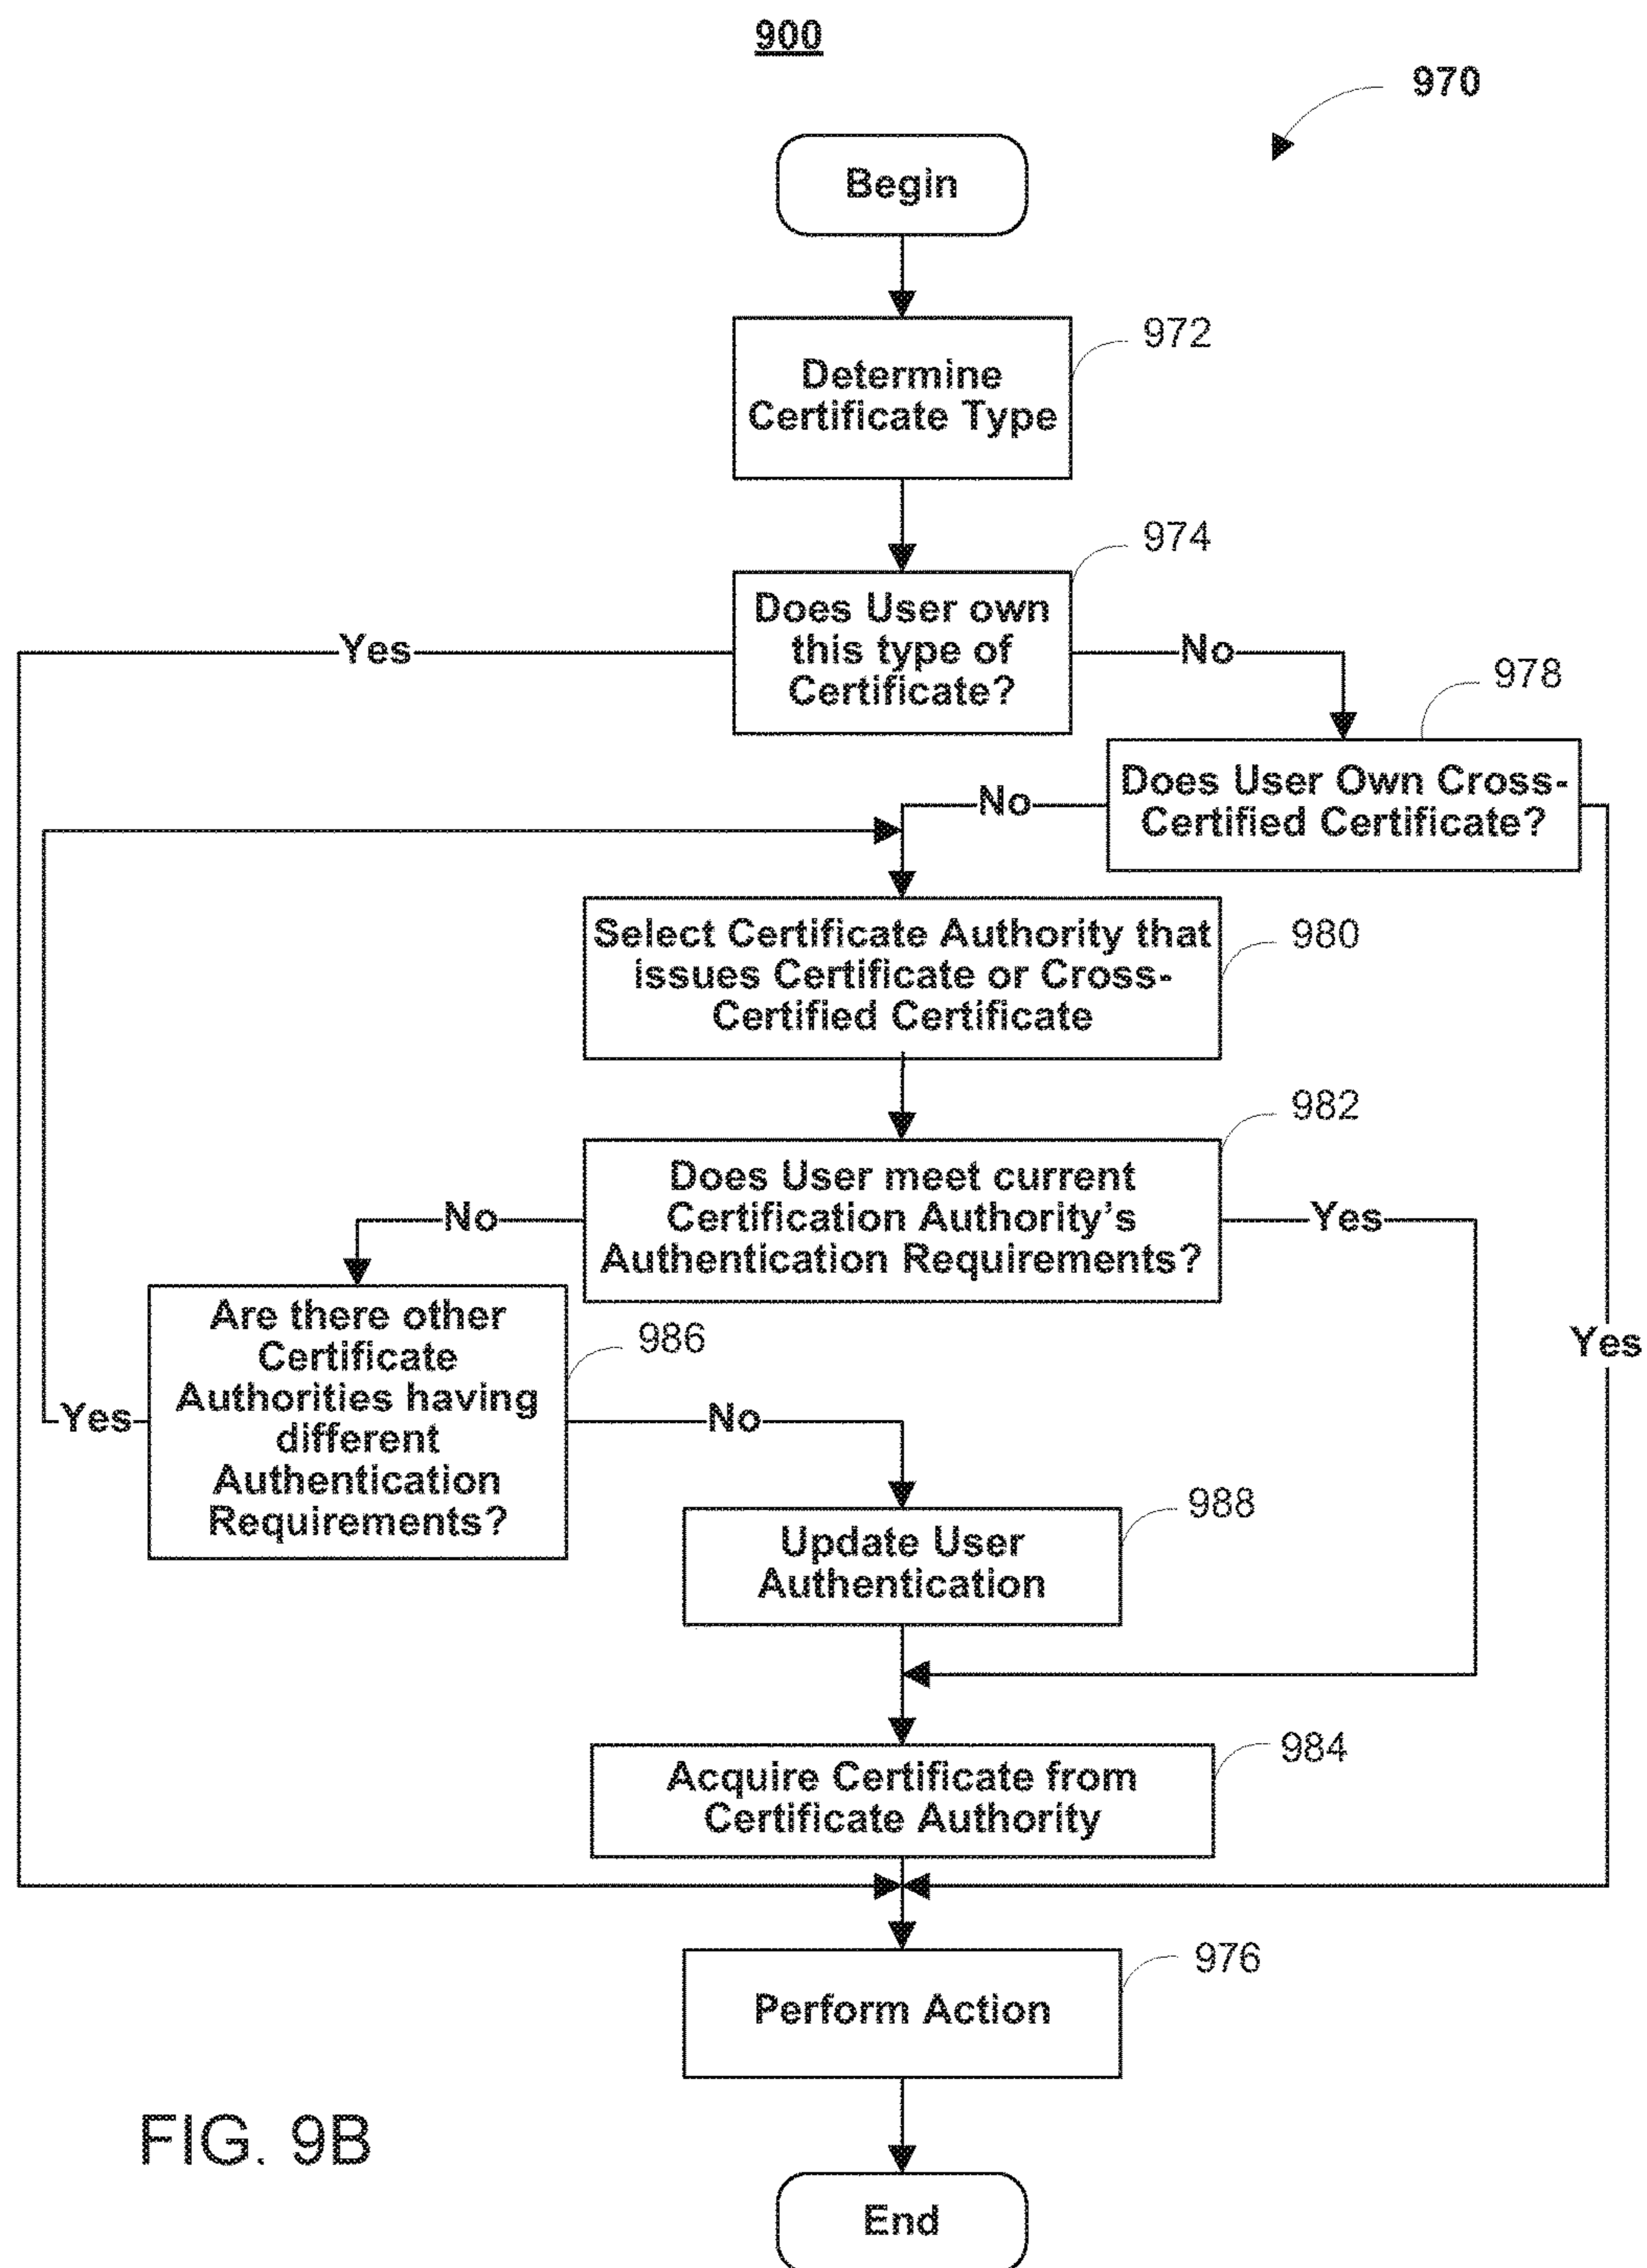 900
970
Begin
972
Determine
Certificate Type
974
Does User own
this type of
Certificate?
Yes
No
978
Does User Own Cross-
Certified Certificate?
No
Yes
980
Select Certificate Authority that
issues Certificate or Cross-
Certified Certificate
982
Does User meet current
Certification Authority's
Authentication Requirements?
No
Yes
986
Are there other
Certificate
Authorities having
different
Authentication
Requirements?
Yes
No
988
Update User
Authentication
984
Acquire Certificate from
Certificate Authority
976
Perform Action
End
FIG. 9B